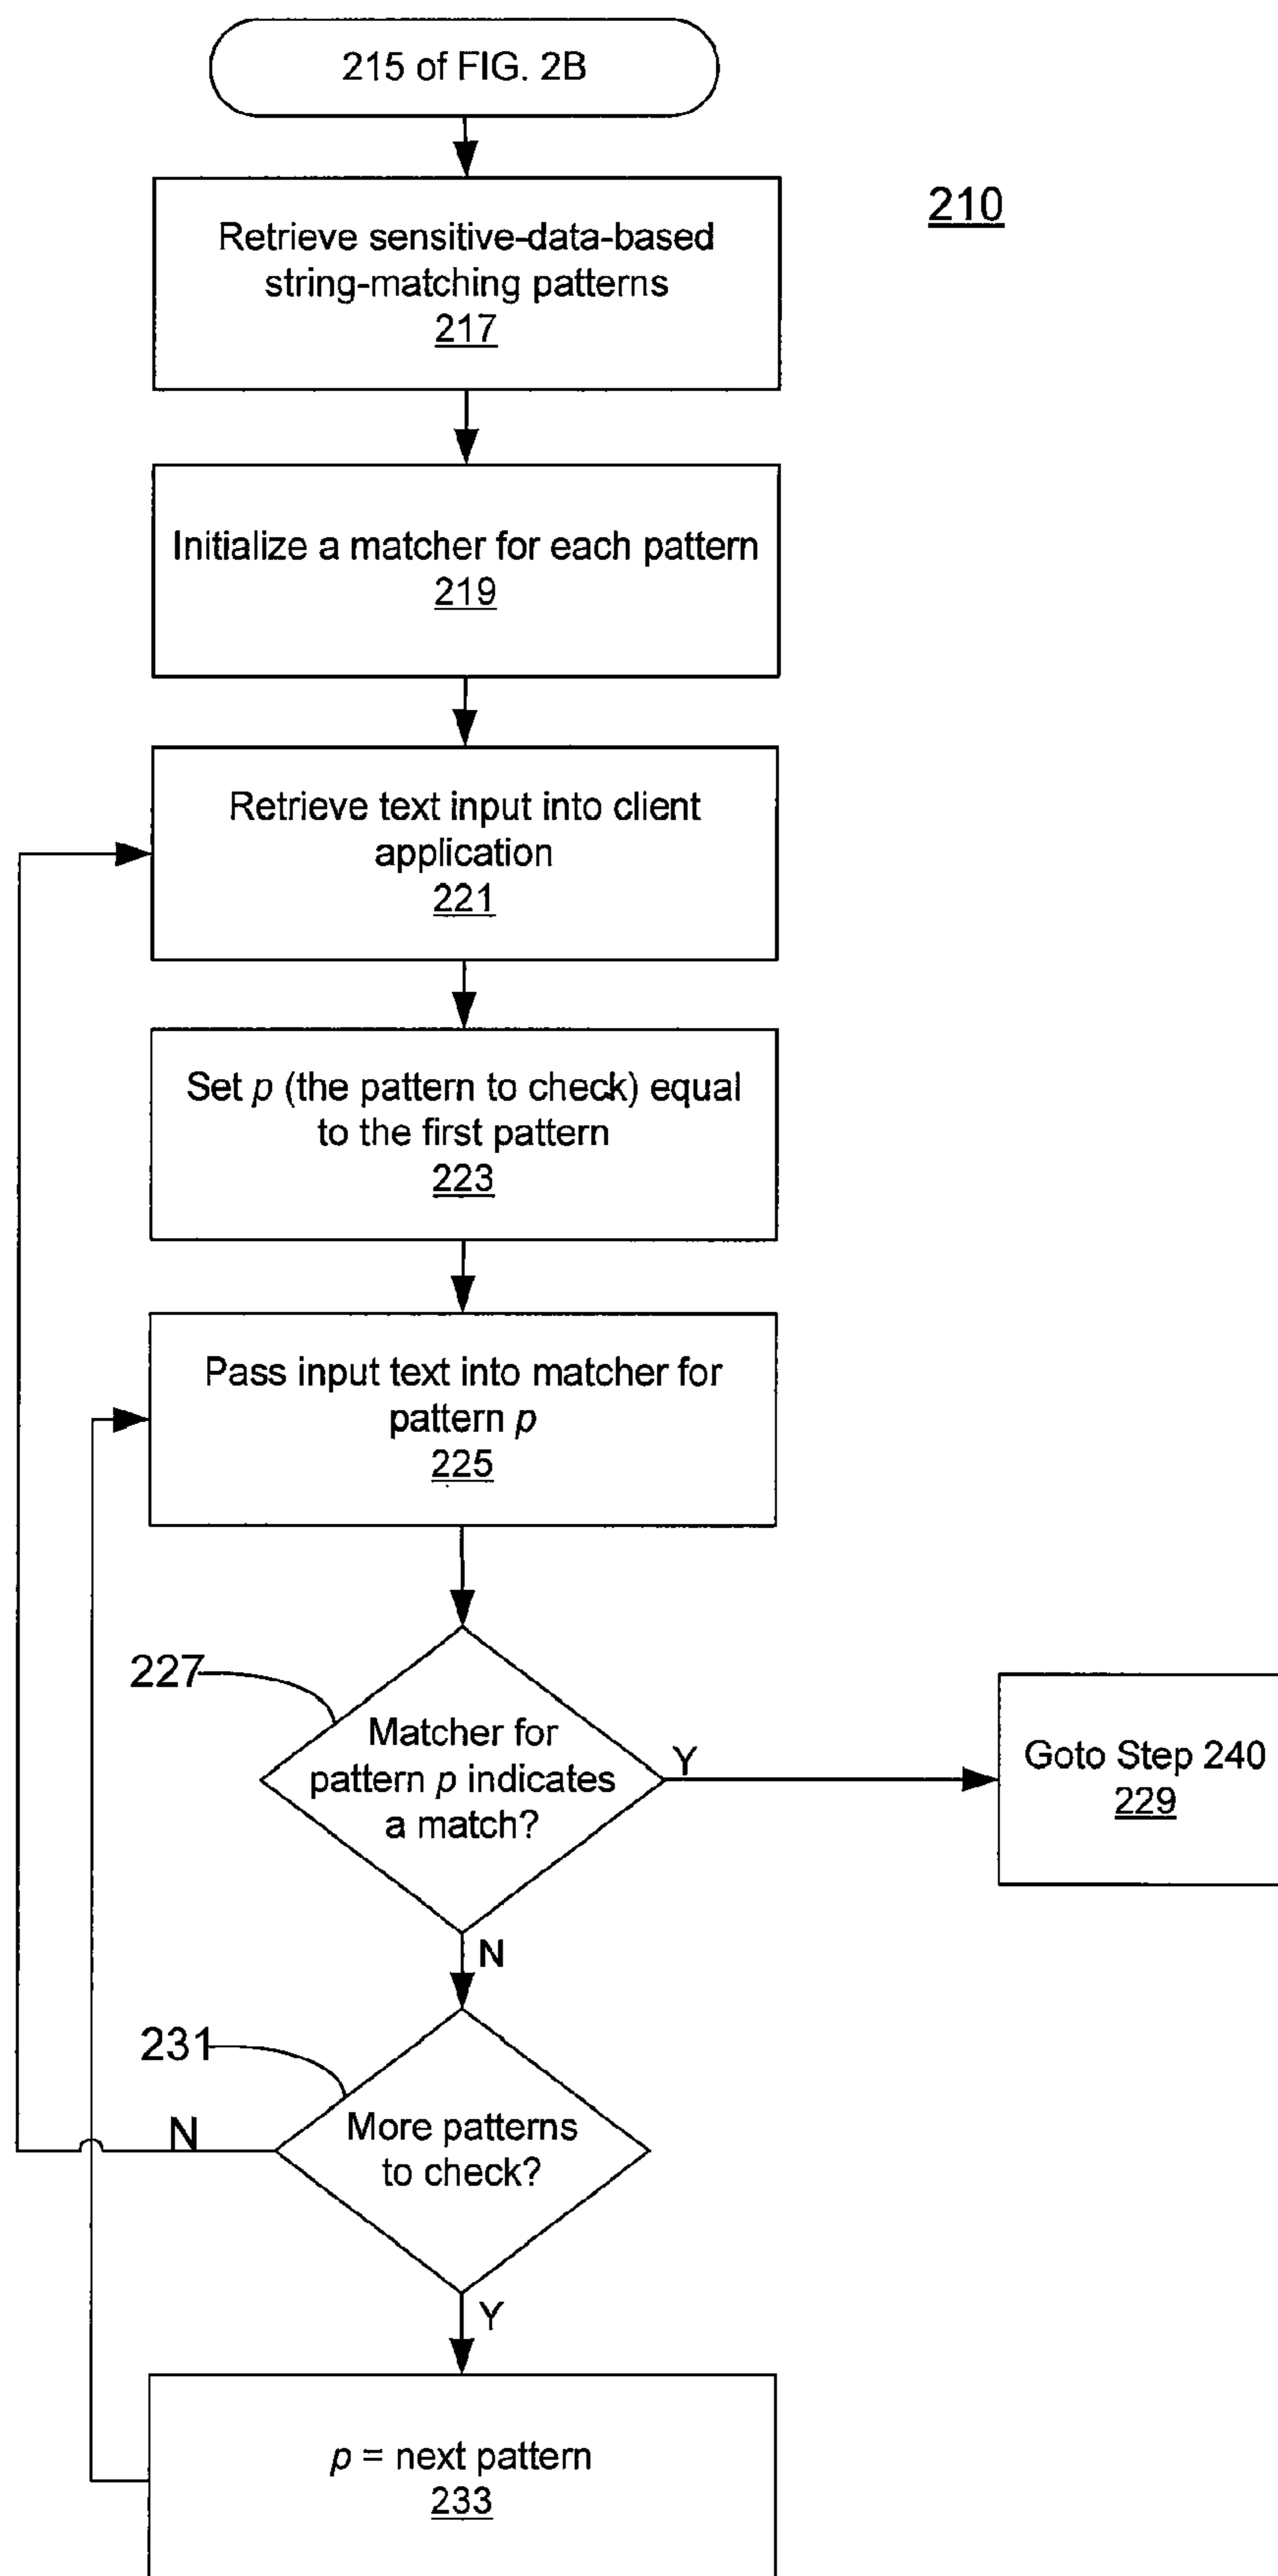 215 of FIG. 2B
210
Retrieve sensitive-data-based
string-matching patterns
217
Initialize a matcher for each pattern
219
Retrieve text input into client
application
221
Set p (the pattern to check) equal
to the first pattern
223
Pass input text into matcher for
pattern p
225
227
Matcher for
pattern p indicates
a match?
Y
Goto Step 240
229
N
231
More patterns
to check?
N
Y
p = next pattern
233